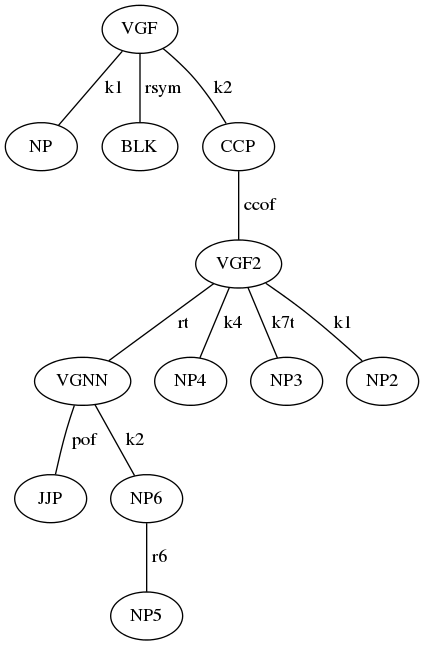 VGF
k1 rsym k2
NP BLK CCP
ccof
VGF2
rt k4 k7t k1
VGNN NP4 NP3 NP2
pof k2
JJP NP6
r6
NP5